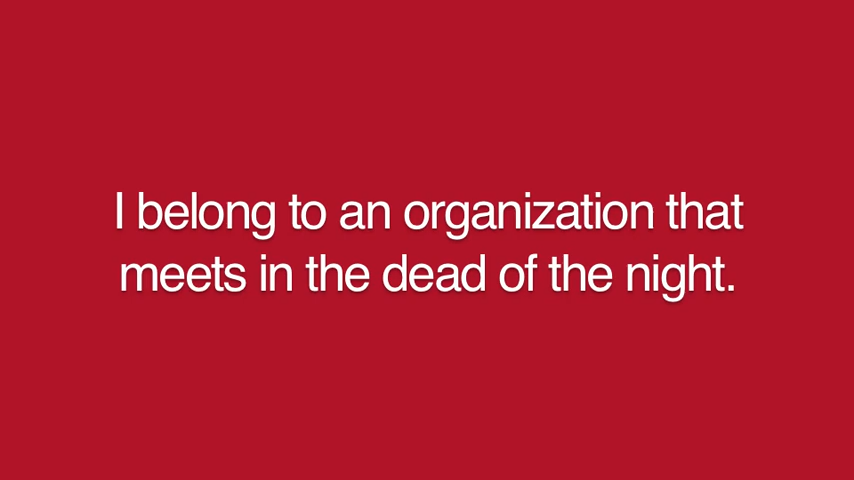 I belong to an organization that
meets in the dead of the night.